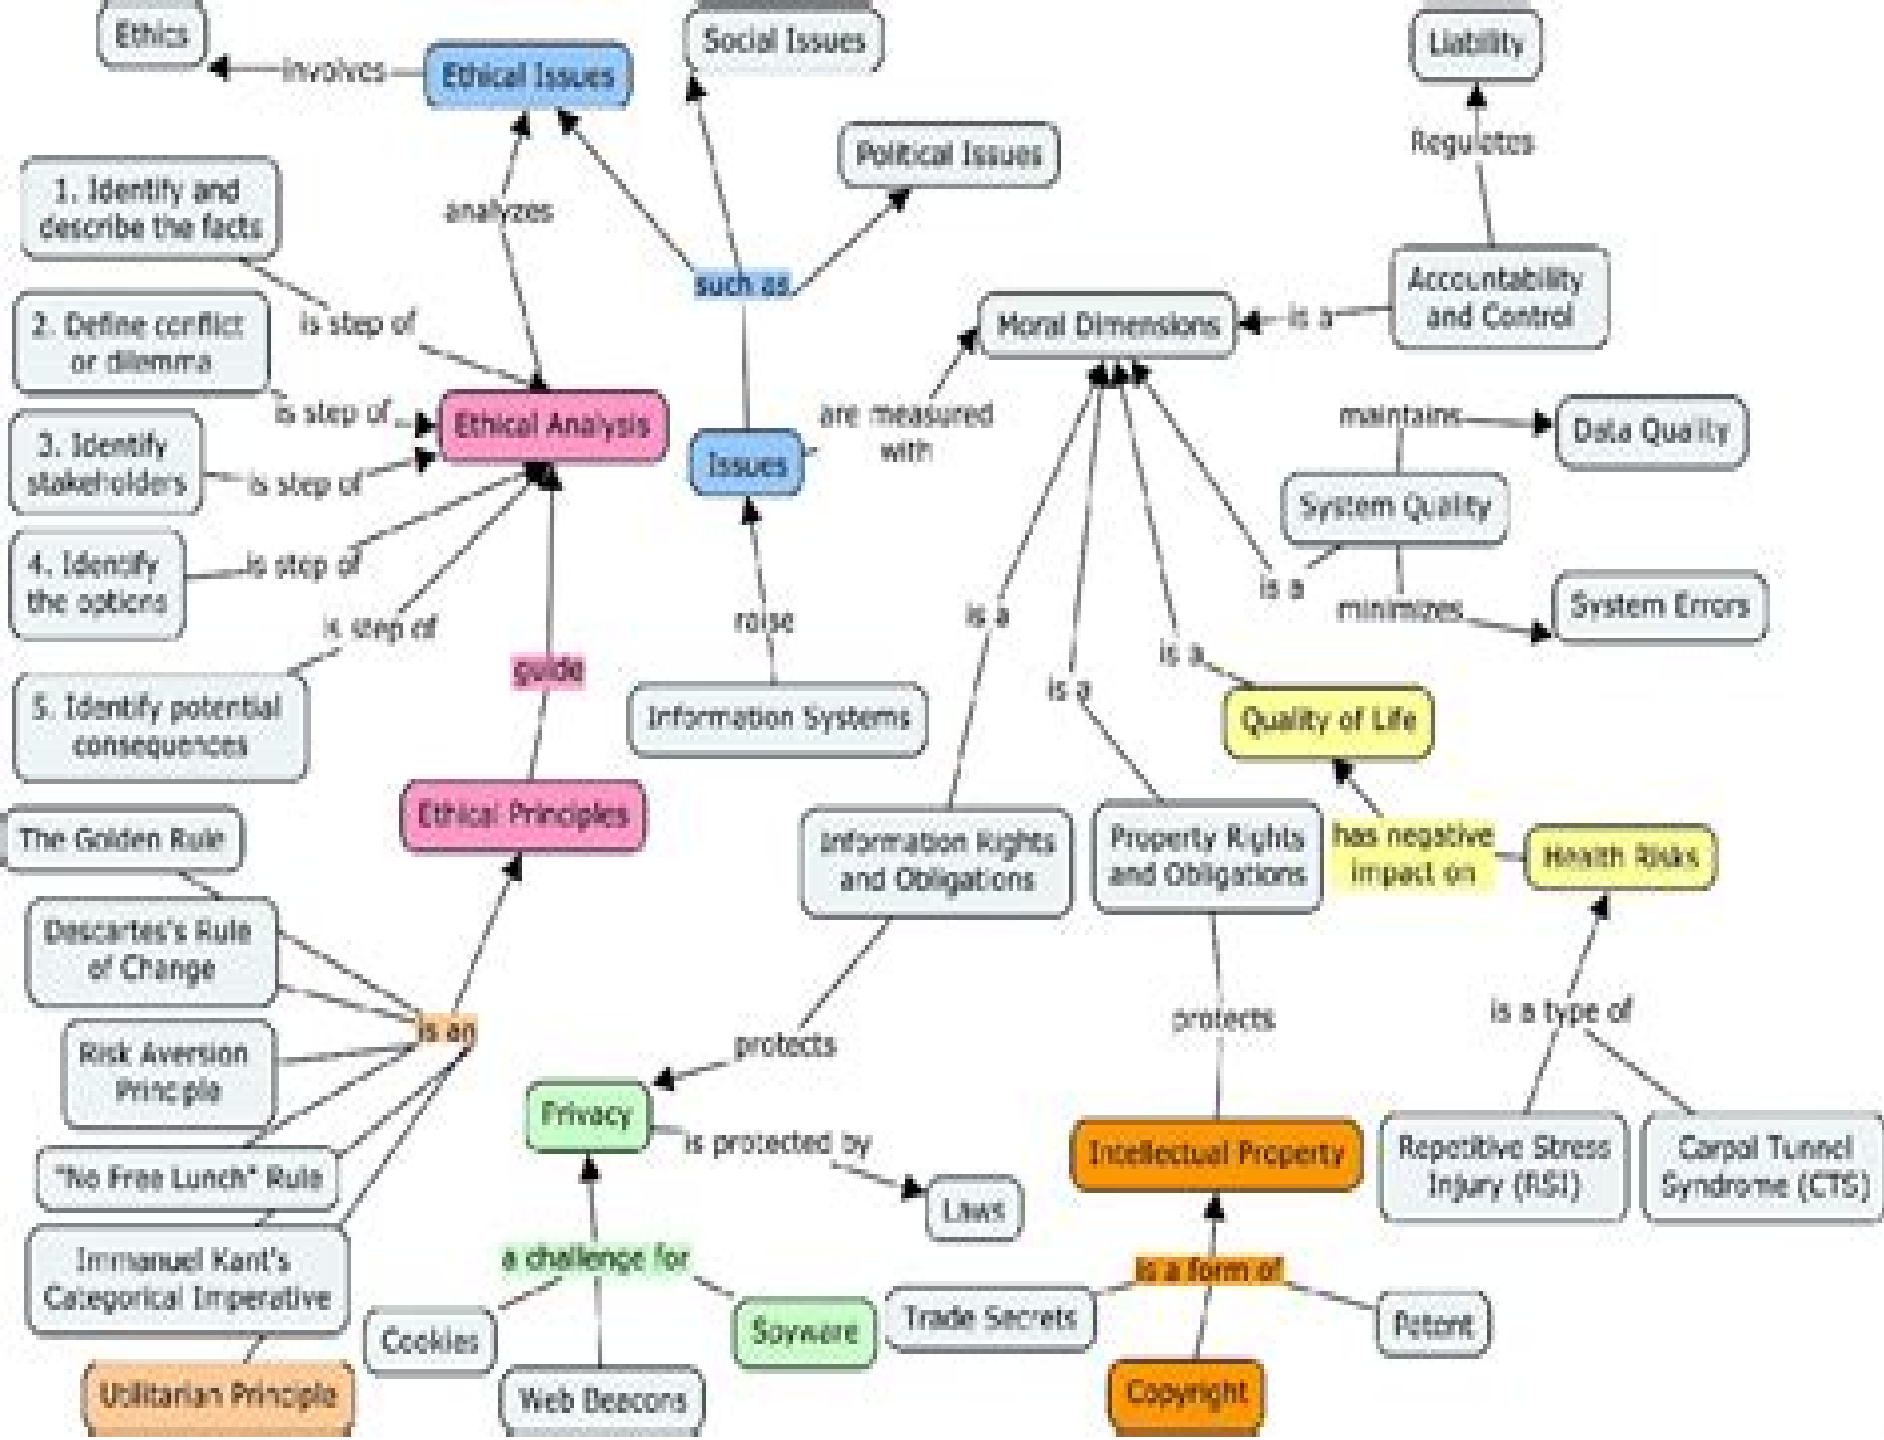 Ethics
involves
Ethical Issues
Social Issues
Liability
Political Issues
Regulates
1. Identify and
describe the facts
analyzes
such as
Accountability
and Control
is a
Moral Dimensions
2. Define conflict
or dilemma
is step of
is step of
Ethical Analysis
are measured
with
maintains
Data Quality
3. Identify
stakeholders
is step of
Issues
System Quality
4. Identify
the options
is step of
is a
minimizes
System Errors
is step of
raise
is a
is a
is a
guide
5. Identify potential
consequences
Information Systems
Quality of Life
Ethical Principles
The Golden Rule
Information Rights
and Obligations
Property Rights
and Obligations
has negative
impact on
Health Risks
Descartes's Rule
of Change
is an
protects
protects
is a type of
Risk Aversion
Principle
Privacy
is protected by
Laws
Intellectual Property
Repetitive Stress
Injury (RSI)
Carpal Tunnel
Syndrome (CTS)
"No Free Lunch" Rule
Immanuel Kant's
Categorical Imperative
a challenge for
is a form of
Cookies
Spyware
Trade Secrets
Patent
Utilitarian Principle
Web Beacons
Copyright